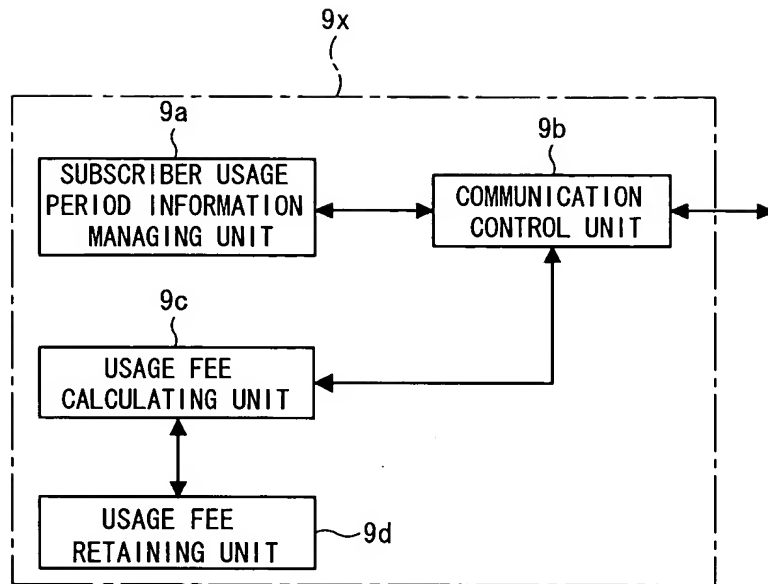 9x
9a
SUBSCRIBER USAGE
PERIOD INFORMATION
MANAGING UNIT
9b
COMMUNICATION
CONTROL UNIT
9c
USAGE FEE
CALCULATING UNIT
USAGE FEE
RETAINING UNIT
9d